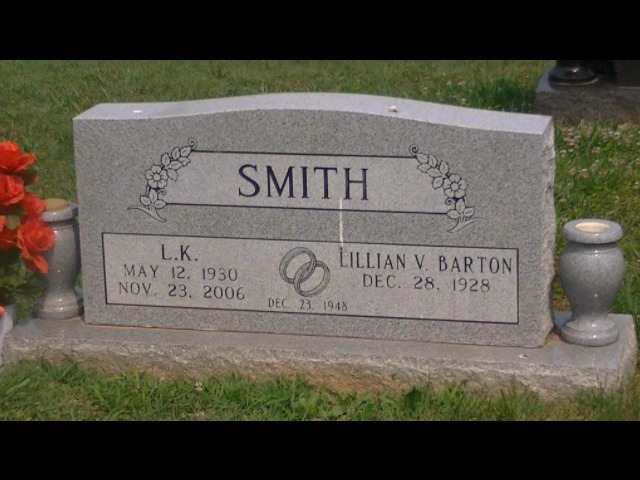 SMITH
L.K.
MAY 12, 1930
NOV. 23, 2006
DEC 23, 1948
LILLIAN V. BARTON
DEC. 28, 1928